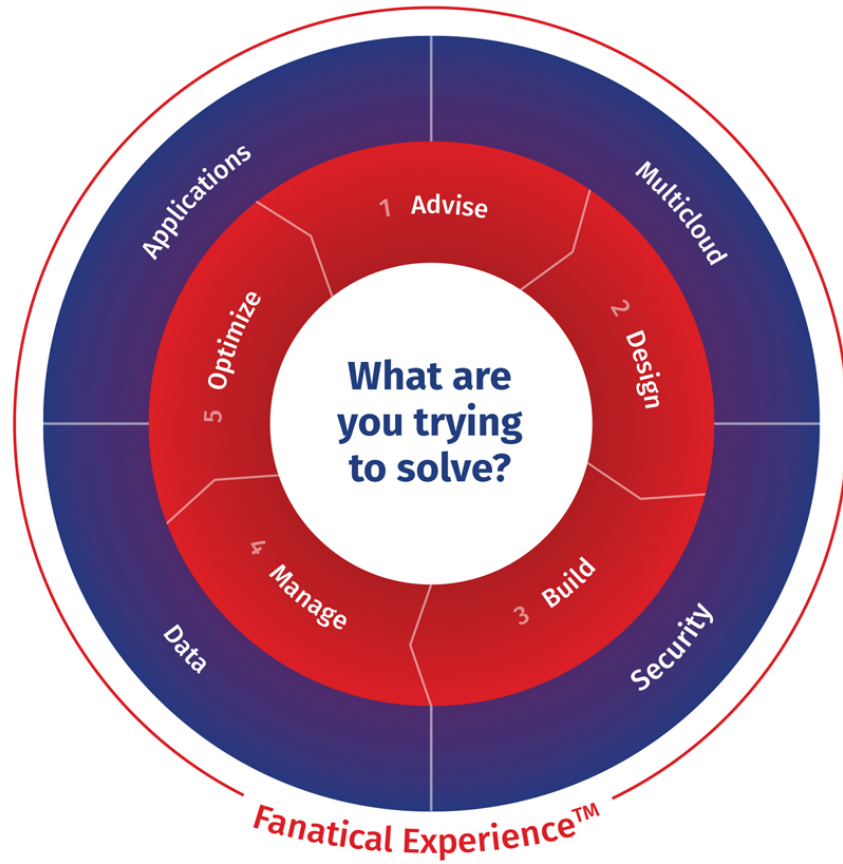 What are
you trying
to solve?
1 Advise
2 Design
3 Build
4 Manage
5 Optimize
Applications
Multicloud
Security
Data
Fanatical Experience™